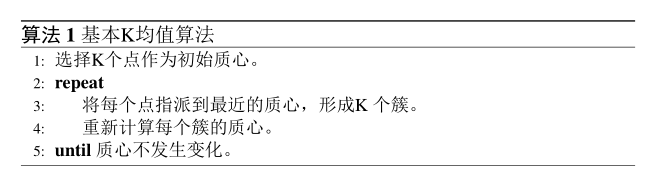 算法 1 基本K均值算法
1: 选择K个点作为初始质心。
2: repeat
3: 将每个点指派到最近的质心，形成K 个簇。
4: 重新计算每个簇的质心。
5: until 质心不发生变化。